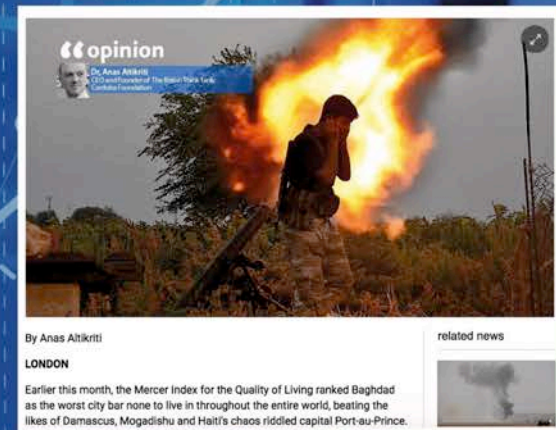 “opinion
Dr, Anas Altikriti
CEO and Founder of The British Think Tank
Cordoba Foundation
By Anas Altikriti
related news
LONDON
Earlier this month, the Mercer Index for the Quality of Living ranked Baghdad
as the worst city bar none to live in throughout the entire world, beating the
likes of Damascus, Mogadishu and Haiti's chaos riddled capital Port-au-Prince.